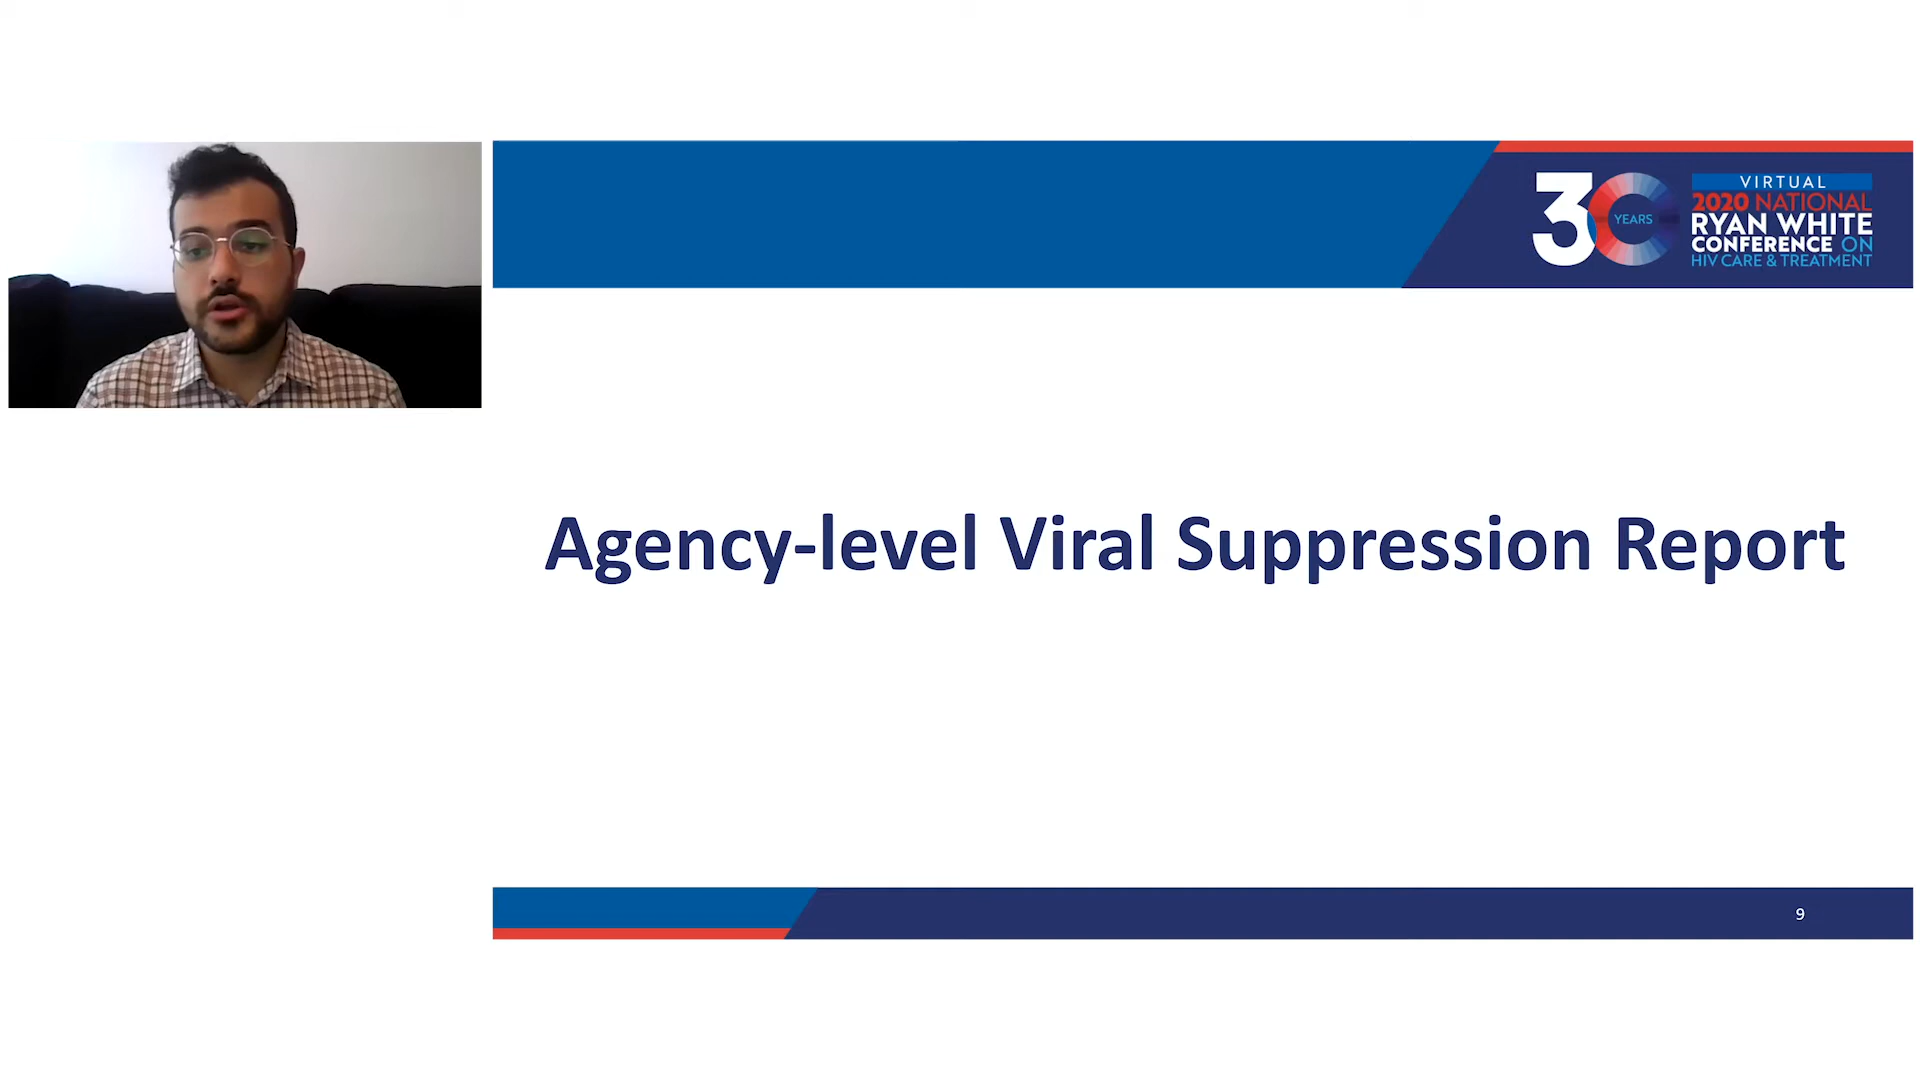 30 YEARS
VIRTUAL
2020 NATIONAL
RYAN WHITE
CONFERENCE ON
HIV CARE & TREATMENT
Agency-level Viral Suppression Report
9